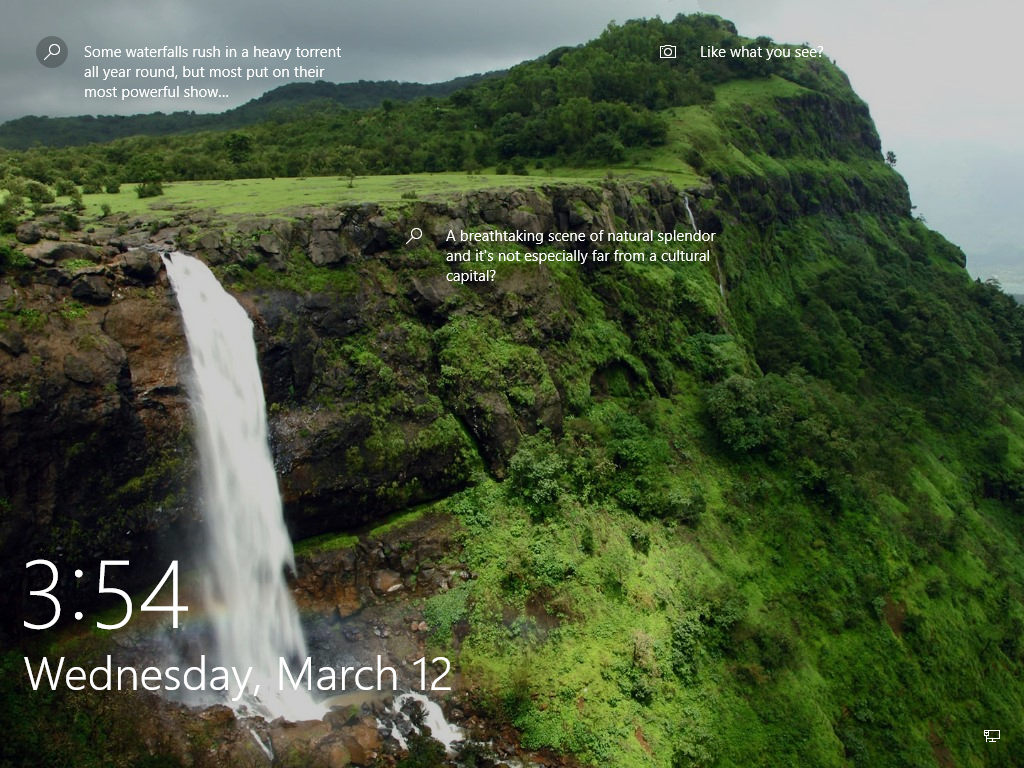 Some waterfalls rush in a heavy torrent
all year round, but most put on their
most powerful show...
Like what you see?
A breathtaking scene of natural splendor
and it's not especially far from a cultural
capital?
3:54
Wednesday, March 12